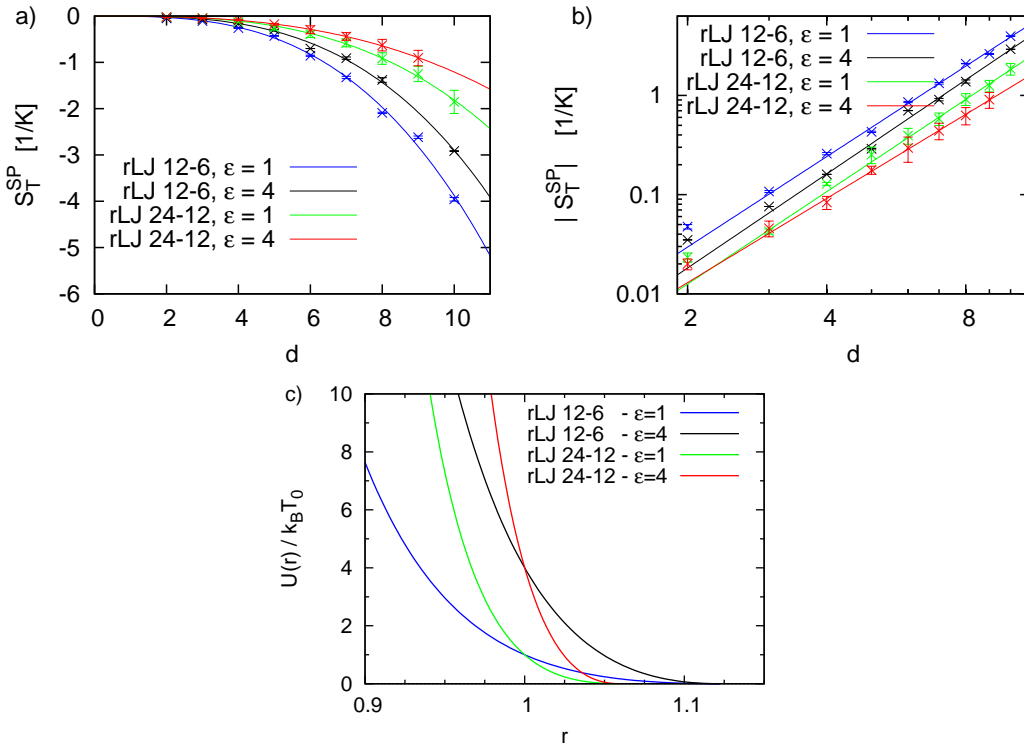 a)
0
-1
-2
-3
-4
-5
-6
S_T^SP [1/K]
rLJ 12-6, ε = 1
rLJ 12-6, ε = 4
rLJ 24-12, ε = 1
rLJ 24-12, ε = 4
0 2 4 6 8 10
d
b)
1
0.1
0.01
| S_T^SP | [1/K]
rLJ 12-6, ε = 1
rLJ 12-6, ε = 4
rLJ 24-12, ε = 1
rLJ 24-12, ε = 4
2 4 8
d
c)
10
8
6
4
2
0
U(r) / k_B T_0
rLJ 12-6 - ε=1
rLJ 12-6 - ε=4
rLJ 24-12 - ε=1
rLJ 24-12 - ε=4
0.9 1 1.1
r